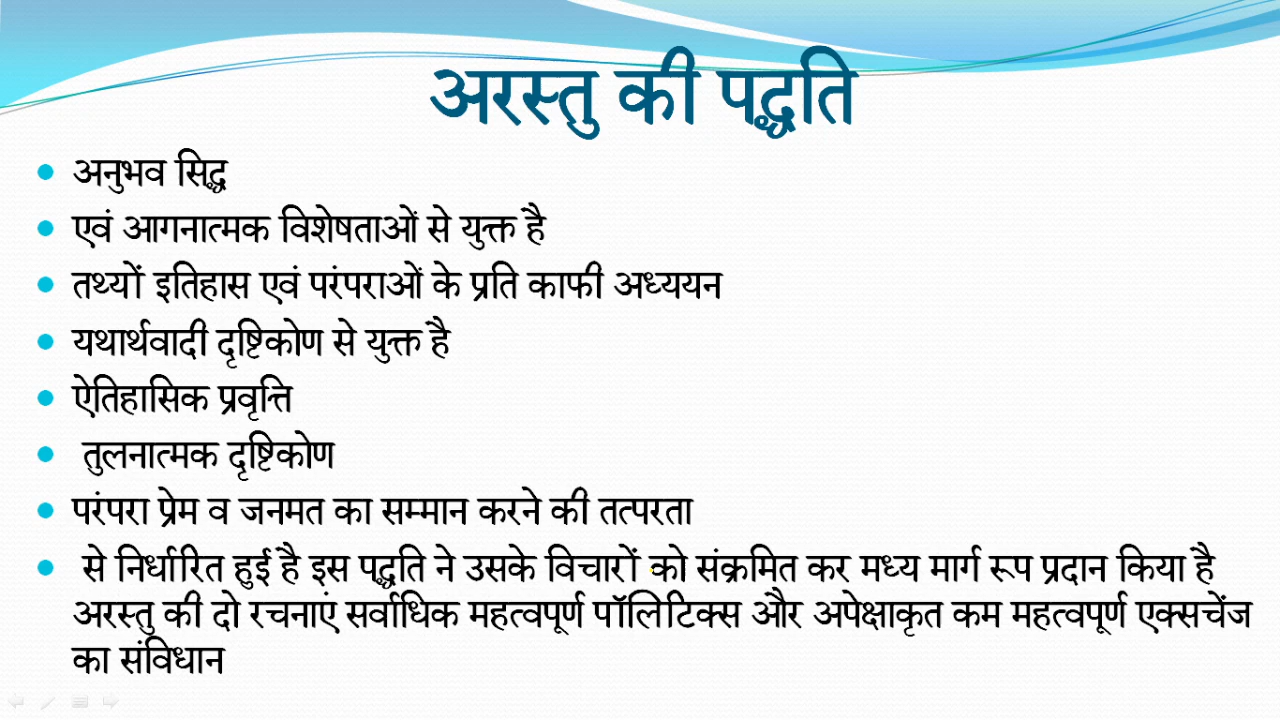 अरस्तु की पद्धति
अनुभव सिद्ध
एवं आगनात्मक विशेषताओं से युक्त है
तथ्यों इतिहास एवं परंपराओं के प्रति काफी अध्ययन
यथार्थवादी दृष्टिकोण से युक्त है
ऐतिहासिक प्रवृत्ति
तुलनात्मक दृष्टिकोण
परंपरा प्रेम व जनमत का सम्मान करने की तत्परता
से निर्धारित हुई है इस पद्धति ने उसके विचारों को संक्रमित कर मध्य मार्ग रूप प्रदान किया है
अरस्तु की दो रचनाएं सर्वाधिक महत्वपूर्ण पॉलिटिक्स और अपेक्षाकृत कम महत्वपूर्ण एक्सचेंज
का संविधान